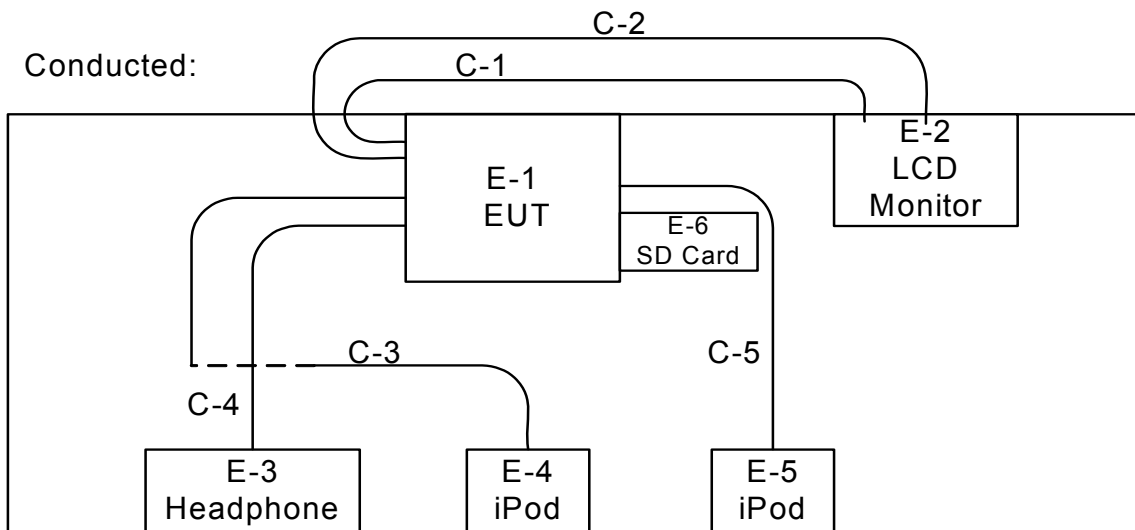 C-2
Conducted:
C-1
E-1
EUT
E-2
LCD
Monitor
E-6
SD Card
C-3
C-5
C-4
E-3
Headphone
E-4
iPod
E-5
iPod